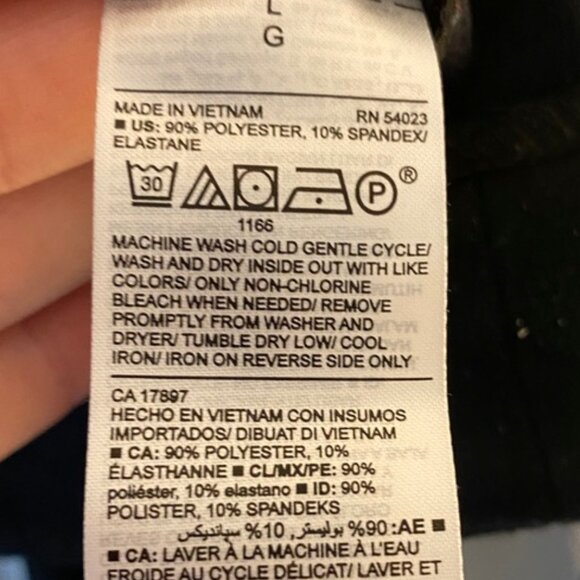 L
G
MADE IN VIETNAM RN 54023
■ US: 90% POLYESTER, 10% SPANDEX/
ELASTANE
30 P®
1166
MACHINE WASH COLD GENTLE CYCLE/
WASH AND DRY INSIDE OUT WITH LIKE
COLORS/ ONLY NON-CHLORINE
BLEACH WHEN NEEDED/ REMOVE
PROMPTLY FROM WASHER AND
DRYER/ TUMBLE DRY LOW/ COOL
IRON/ IRON ON REVERSE SIDE ONLY
CA 17897
HECHO EN VIETNAM CON INSUMOS
IMPORTADOS/ DIBUAT DI VIETNAM
■ CA: 90% POLYESTER, 10%
ÉLASTHANNE ■ CL/MX/PE: 90%
poliéster, 10% elastano ■ ID: 90%
POLISTER, 10% SPANDEKS
■ AE: 90% بوليستر, 10% سباندیکس
■ CA: LAVER À LA MACHINE À L'EAU
FROIDE AU CYCLE DÉLICAT/ LAVER ET